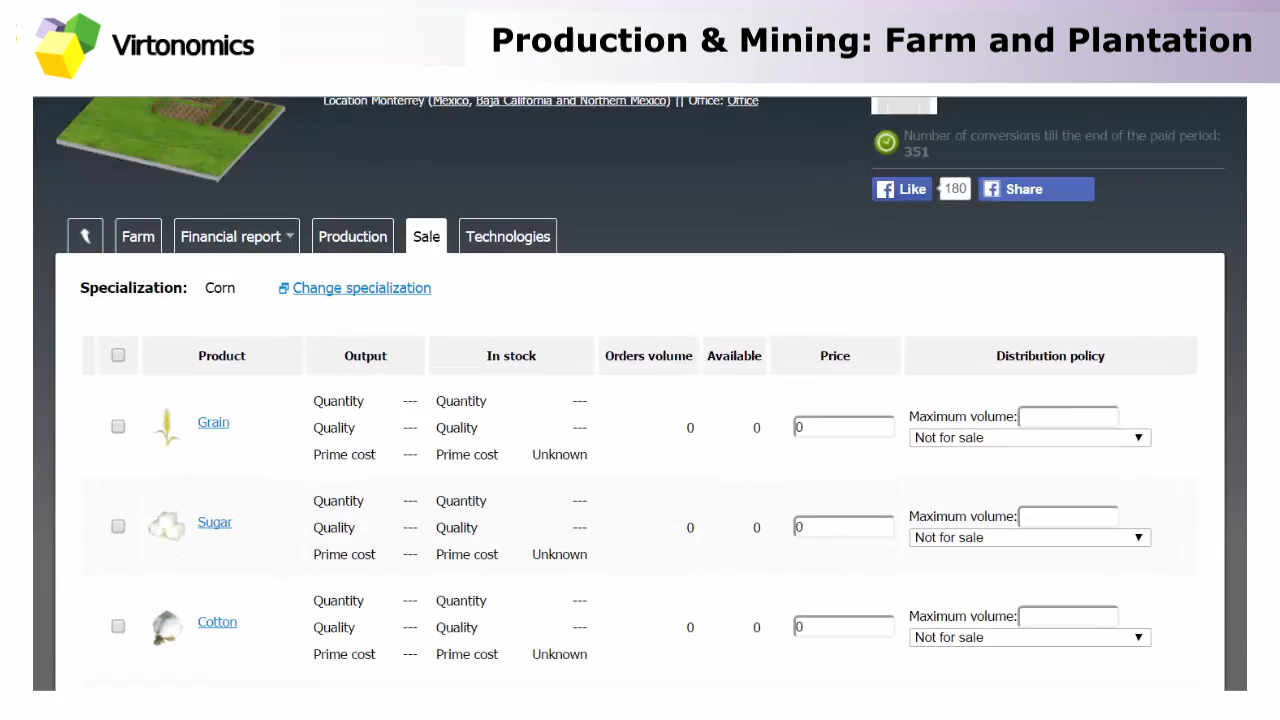 Virtonomics
Production & Mining: Farm and Plantation
Location Monterrey (Mexico, Baja California and Northern Mexico) || Office: Office
Number of conversions till the end of the paid period:
351
Like 180 Share
Farm Financial report Production Sale Technologies
Specialization: Corn Change specialization
Product Output In stock Orders volume Available Price Distribution policy
Quantity --- Quantity ---
Maximum volume:
Grain Quality --- Quality --- 0 0 0
Not for sale
Prime cost --- Prime cost Unknown
Quantity --- Quantity ---
Maximum volume:
Sugar Quality --- Quality --- 0 0 0
Not for sale
Prime cost --- Prime cost Unknown
Quantity --- Quantity ---
Maximum volume:
Cotton Quality --- Quality --- 0 0 0
Not for sale
Prime cost --- Prime cost Unknown